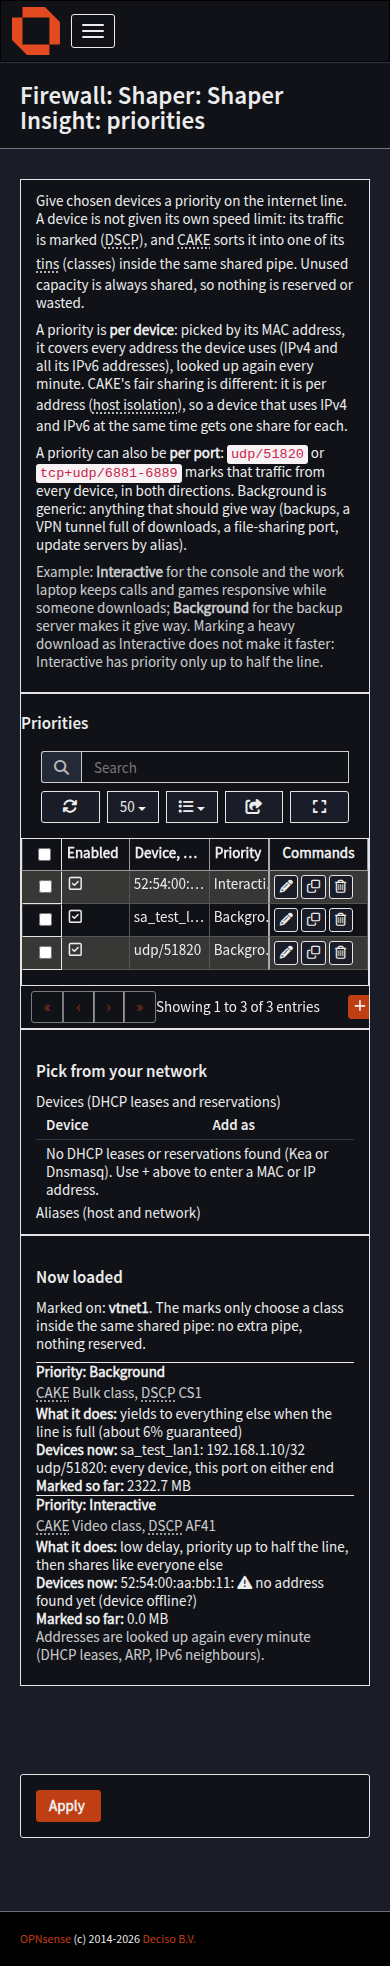 Firewall: Shaper: Shaper
Insight: priorities
Give chosen devices a priority on the internet line.
A device is not given its own speed limit: its traffic
is marked (DSCP), and CAKE sorts it into one of its
tins (classes) inside the same shared pipe. Unused
capacity is always shared, so nothing is reserved or
wasted.
A priority is per device: picked by its MAC address,
it covers every address the device uses (IPv4 and
all its IPv6 addresses), looked up again every
minute. CAKE's fair sharing is different: it is per
address (host isolation), so a device that uses IPv4
and IPv6 at the same time gets one share for each.
A priority can also be per port: udp/51820 or
tcp+udp/6881-6889 marks that traffic from
every device, in both directions. Background is
generic: anything that should give way (backups, a
VPN tunnel full of downloads, a file-sharing port,
update servers by alias).
Example: Interactive for the console and the work
laptop keeps calls and games responsive while
someone downloads; Background for the backup
server makes it give way. Marking a heavy
download as Interactive does not make it faster:
Interactive has priority only up to half the line.
Priorities
Search
50
Enabled Device, ... Priority Commands
52:54:00:... Interacti.
sa_test_l... Backgro.
udp/51820 Backgro.
« ‹ › » Showing 1 to 3 of 3 entries +
Pick from your network
Devices (DHCP leases and reservations)
Device Add as
No DHCP leases or reservations found (Kea or
Dnsmasq). Use + above to enter a MAC or IP
address.
Aliases (host and network)
Now loaded
Marked on: vtnet1. The marks only choose a class
inside the same shared pipe: no extra pipe,
nothing reserved.
Priority: Background
CAKE Bulk class, DSCP CS1
What it does: yields to everything else when the
line is full (about 6% guaranteed)
Devices now: sa_test_lan1: 192.168.1.10/32
udp/51820: every device, this port on either end
Marked so far: 2322.7 MB
Priority: Interactive
CAKE Video class, DSCP AF41
What it does: low delay, priority up to half the line,
then shares like everyone else
Devices now: 52:54:00:aa:bb:11: no address
found yet (device offline?)
Marked so far: 0.0 MB
Addresses are looked up again every minute
(DHCP leases, ARP, IPv6 neighbours).
Apply
OPNsense (c) 2014-2026 Deciso B.V.